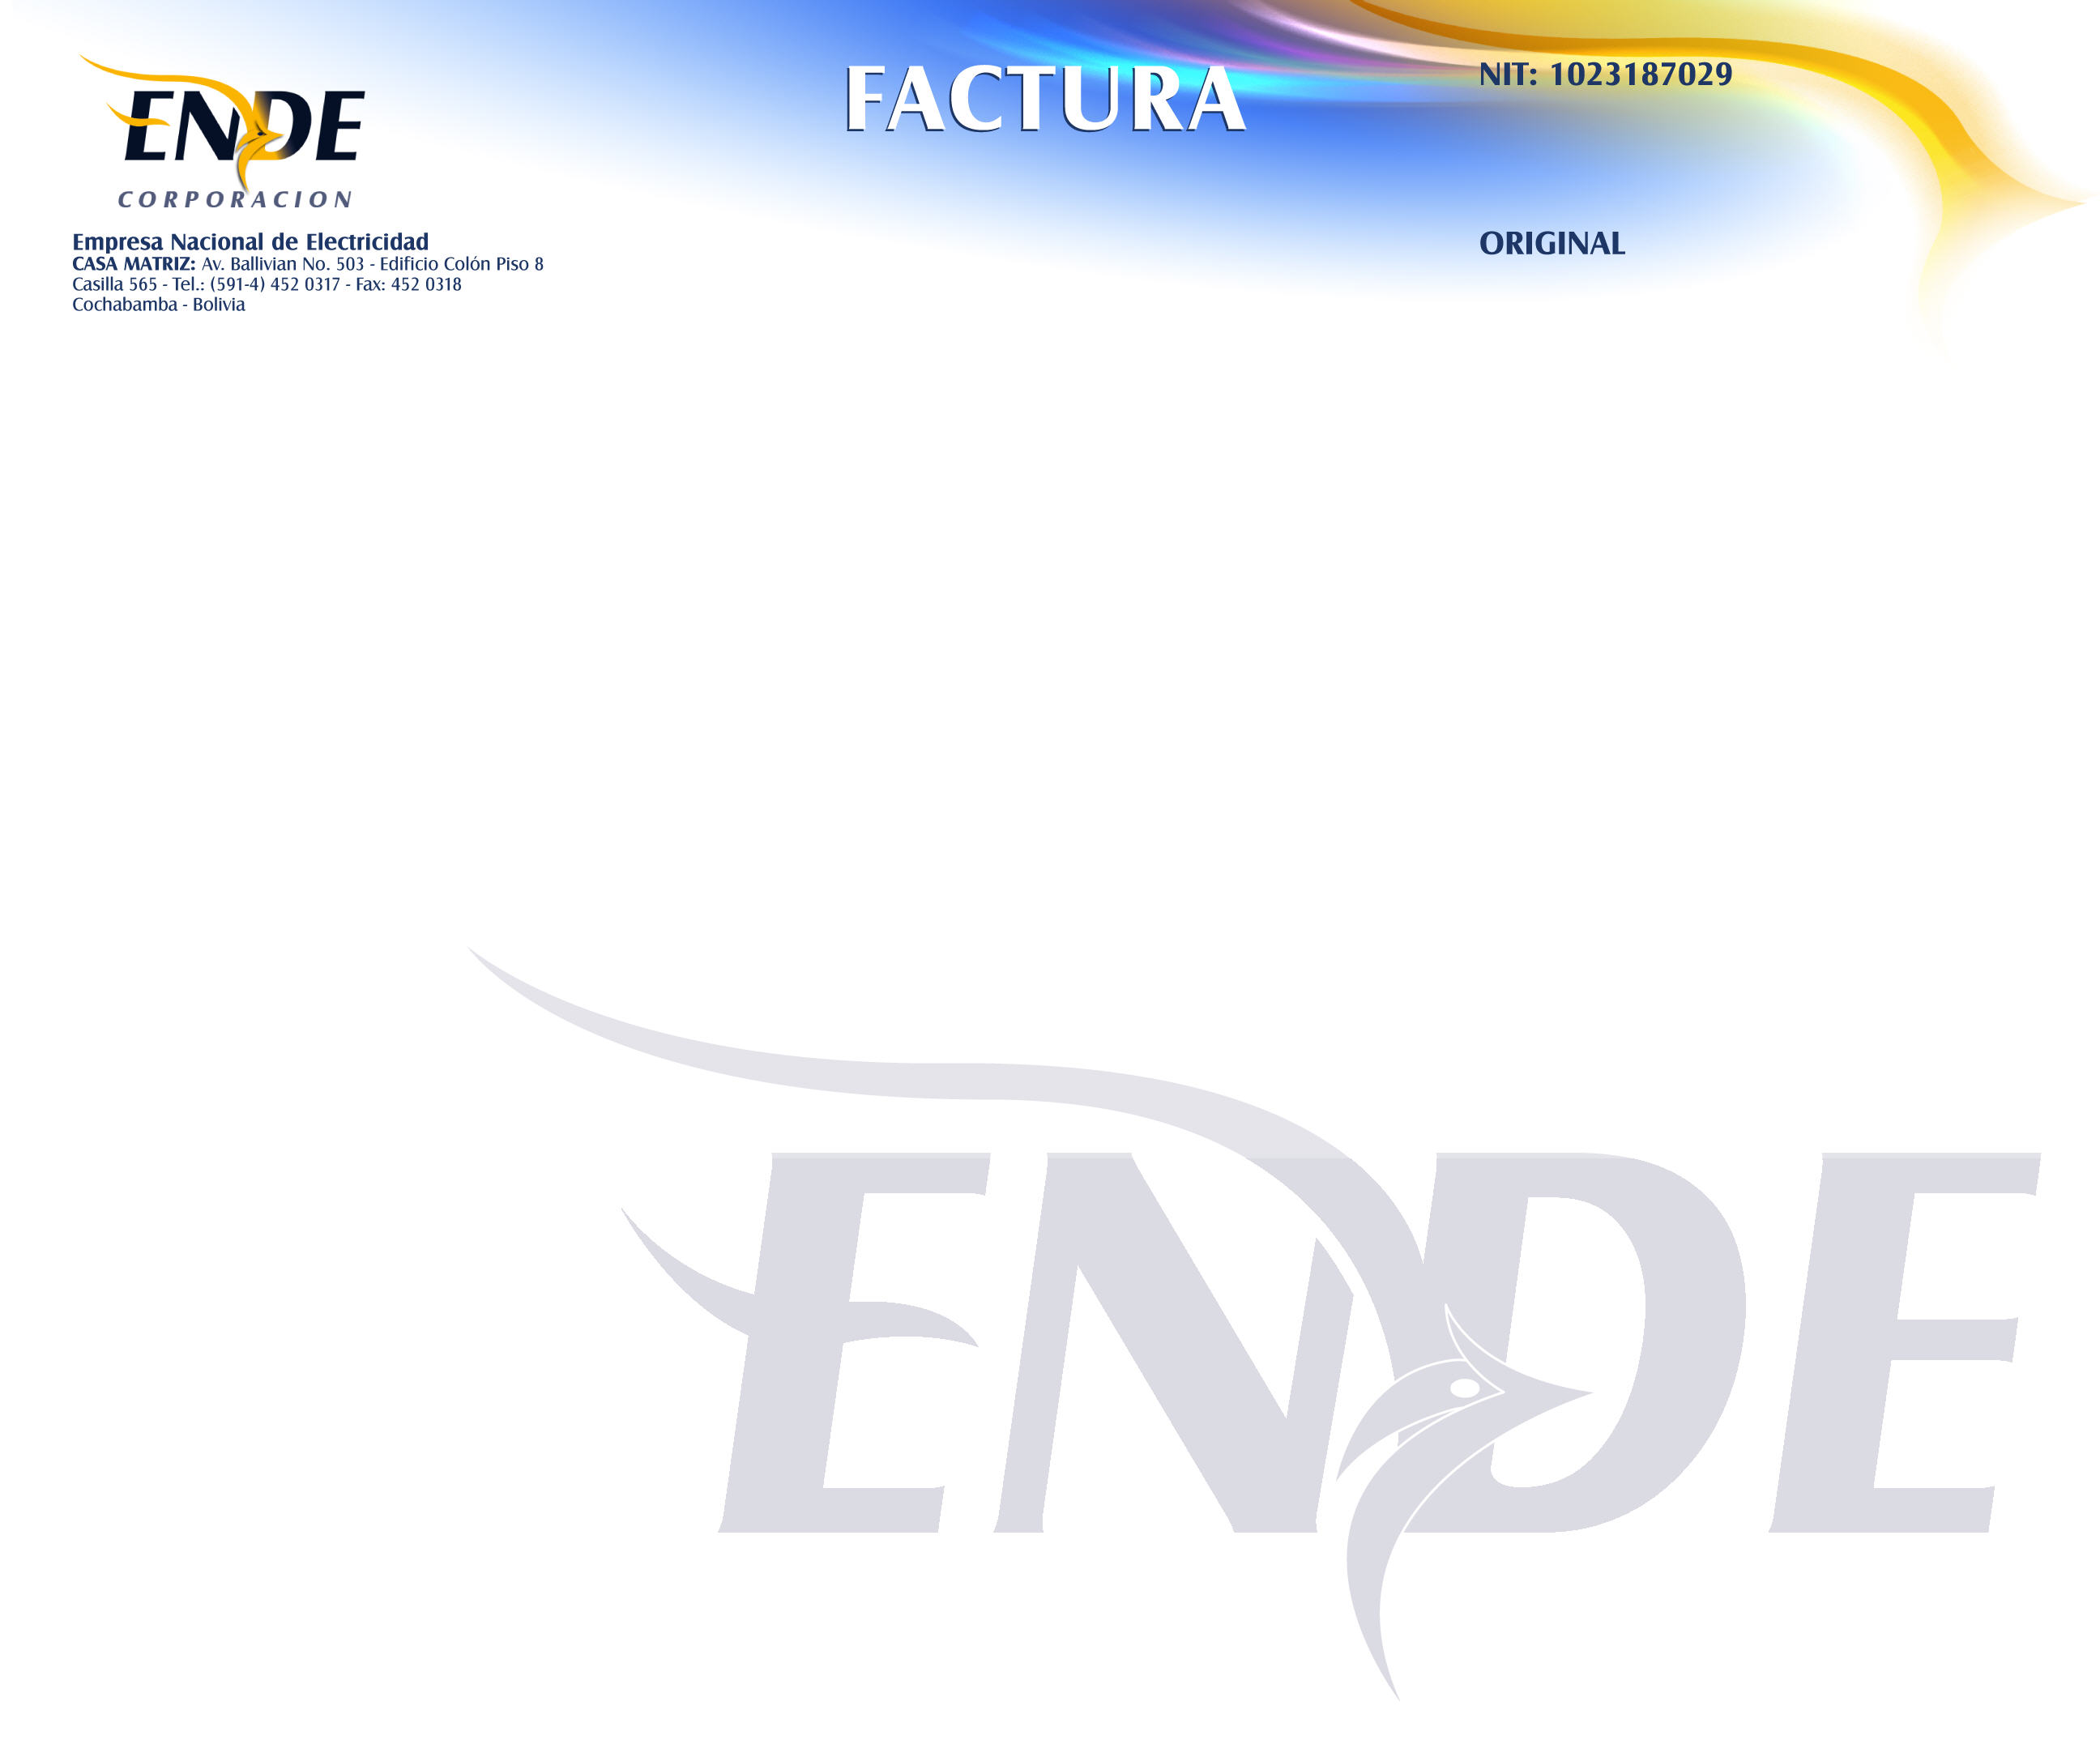 ENDE
CORPORACION
Empresa Nacional de Electricidad
CASA MATRIZ: Av. Ballivian No. 503 - Edificio Colón Piso 8
Casilla 565 - Tel.: (591-4) 452 0317 - Fax: 452 0318
Cochabamba - Bolivia
FACTURA
NIT: 1023187029
ORIGINAL
ENDE